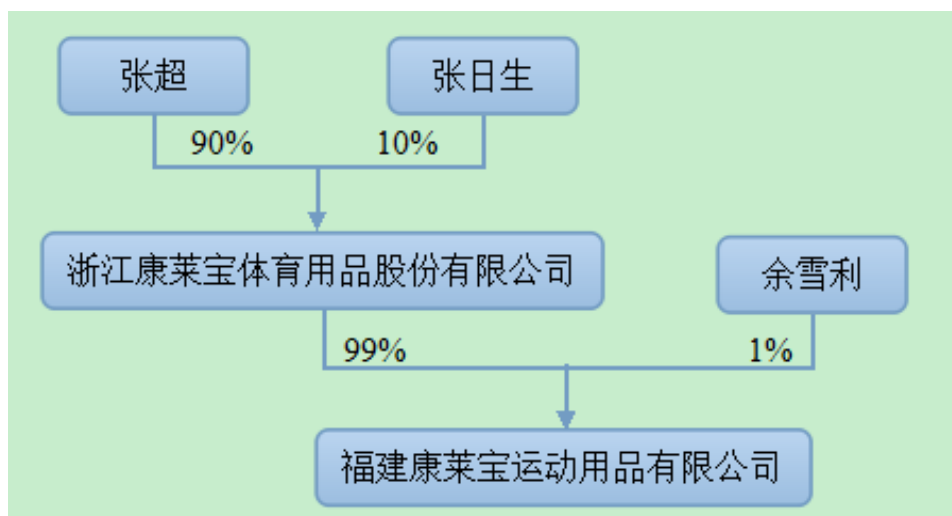 张超
张日生
90%
10%
浙江康莱宝体育用品股份有限公司
余雪利
99%
1%
福建康莱宝运动用品有限公司